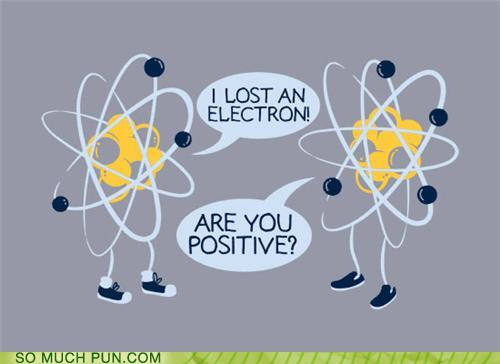 I LOST AN
ELECTRON!
ARE YOU
POSITIVE?
SO MUCH PUN.COM